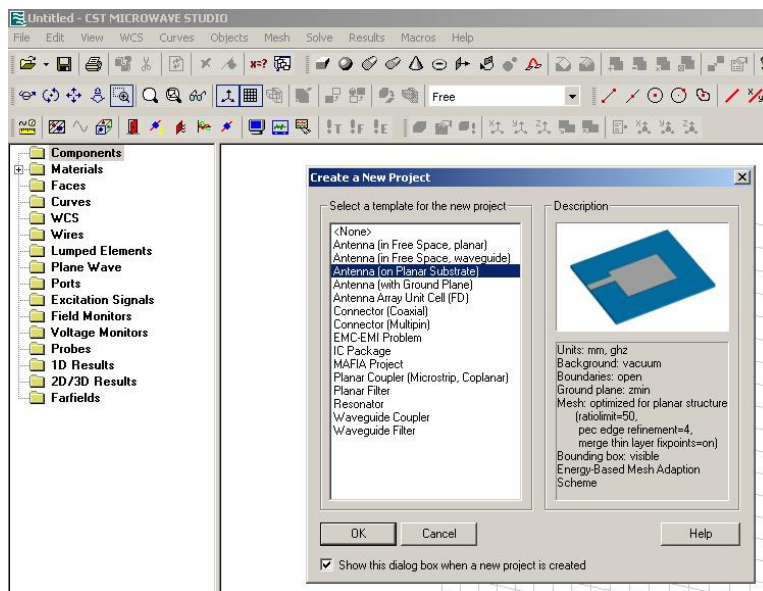 Untitled - CST MICROWAVE STUDIO
File Edit View WCS Curves Objects Mesh Solve Results Macros Help
Free
Components
Materials
Faces
Curves
WCS
Wires
Lumped Elements
Plane Wave
Ports
Excitation Signals
Field Monitors
Voltage Monitors
Probes
1D Results
2D/3D Results
Farfields
Create a New Project
Select a template for the new project
<None>
Antenna (in Free Space, planar)
Antenna (in Free Space, waveguide)
Antenna (on Planar Substrate)
Antenna (with Ground Plane)
Antenna Array Unit Cell (FD)
Connector (Coaxial)
Connector (Multipin)
EMC-EMI Problem
IC Package
MAFIA Project
Planar Coupler (Microstrip, Coplanar)
Planar Filter
Resonator
Waveguide Coupler
Waveguide Filter
Description
Units: mm, ghz
Background: vacuum
Boundaries: open
Ground plane: zmin
Mesh: optimized for planar structure
(ratiolimit=50,
pec edge refinement=4,
merge thin layer fixpoints=on)
Bounding box: visible
Energy-Based Mesh Adaption
Scheme
OK Cancel Help
Show this dialog box when a new project is created